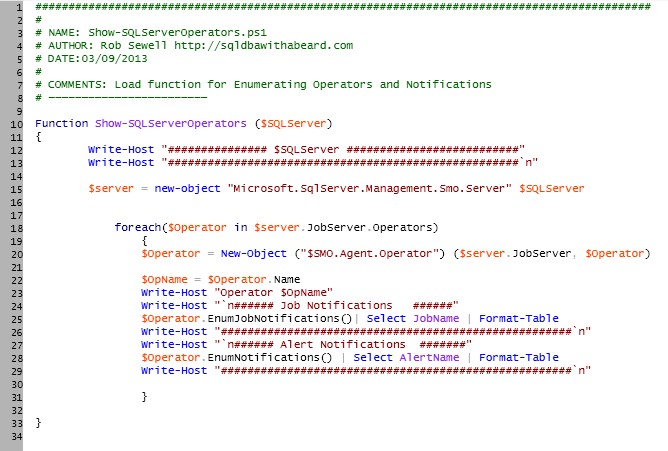 1 #############################################################################################
2 #
3 # NAME: Show-SQLServerOperators.ps1
4 # AUTHOR: Rob Sewell http://sqldbawithabeard.com
5 # DATE:03/09/2013
6 #
7 # COMMENTS: Load function for Enumerating Operators and Notifications
8 # ————————————————————————
9
10 Function Show-SQLServerOperators ($SQLServer)
11 {
12 Write-Host "############### $SQLServer ##########################"
13 Write-Host "#####################################################`n"
14
15 $server = new-object "Microsoft.SqlServer.Management.Smo.Server" $SQLServer
16
17
18 foreach($Operator in $server.JobServer.Operators)
19 {
20 $Operator = New-Object ("$SMO.Agent.Operator") ($server.JobServer, $Operator)
21
22 $OpName = $Operator.Name
23 Write-Host "Operator $OpName"
24 Write-Host "`n###### Job Notifications   ######"
25 $Operator.EnumJobNotifications()| Select JobName | Format-Table
26 Write-Host "#####################################################`n"
27 Write-Host "`n###### Alert Notifications  #######"
28 $Operator.EnumNotifications() | Select AlertName | Format-Table
29 Write-Host "#####################################################`n"
30
31 }
32
33 }
34